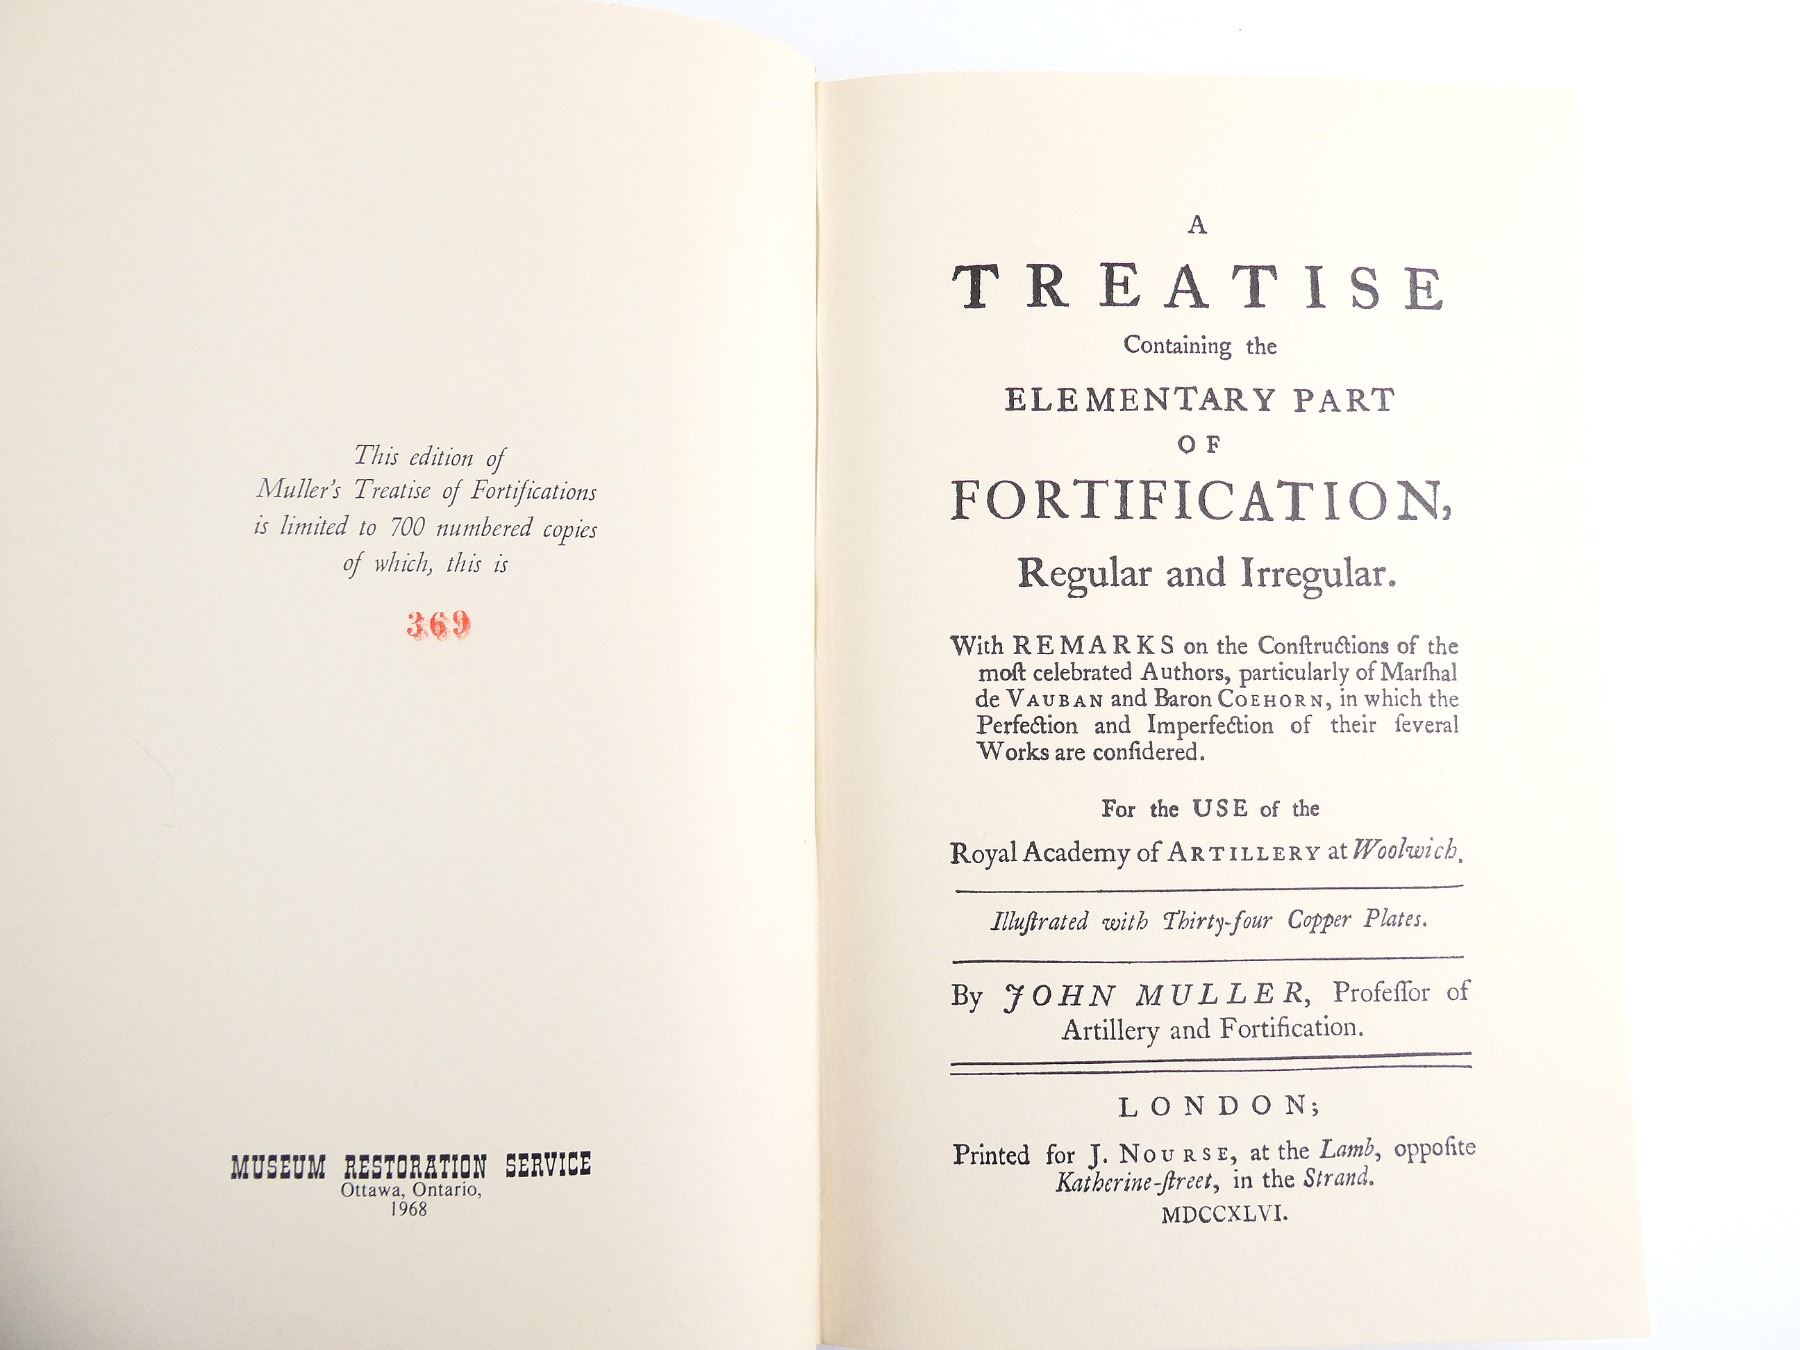 This edition of
Muller's Treatise of Fortifications
is limited to 700 numbered copies
of which, this is
369
MUSEUM RESTORATION SERVICE
Ottawa, Ontario,
1968
A
TREATISE
Containing the
ELEMENTARY PART
OF
FORTIFICATION,
Regular and Irregular.
With REMARKS on the Conſtructions of the
moſt celebrated Authors, particularly of Marſhal
de VAUBAN and Baron COEHORN, in which the
Perfection and Imperfection of their ſeveral
Works are conſidered.
For the USE of the
Royal Academy of ARTILLERY at Woolwich.
Illuſtrated with Thirty-four Copper Plates.
By JOHN MULLER, Profeſſor of
Artillery and Fortification.
LONDON;
Printed for J. NOURSE, at the Lamb, oppoſite
Katherine-ſtreet, in the Strand.
MDCCXLVI.